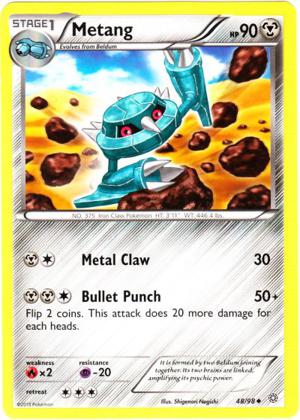 STAGE 1 Metang HP 90
Evolves from Beldum
NO. 375 Iron Claw Pokémon HT: 3'11" WT: 446.4 lbs.
Metal Claw 30
Bullet Punch 50+
Flip 2 coins. This attack does 20 more damage for
each heads.
weakness resistance
×2 -20
retreat
It is formed by two Beldum joining
together. Its two brains are linked,
amplifying its psychic power.
©2015 Pokémon Illus. Shigenori Negishi 48/98